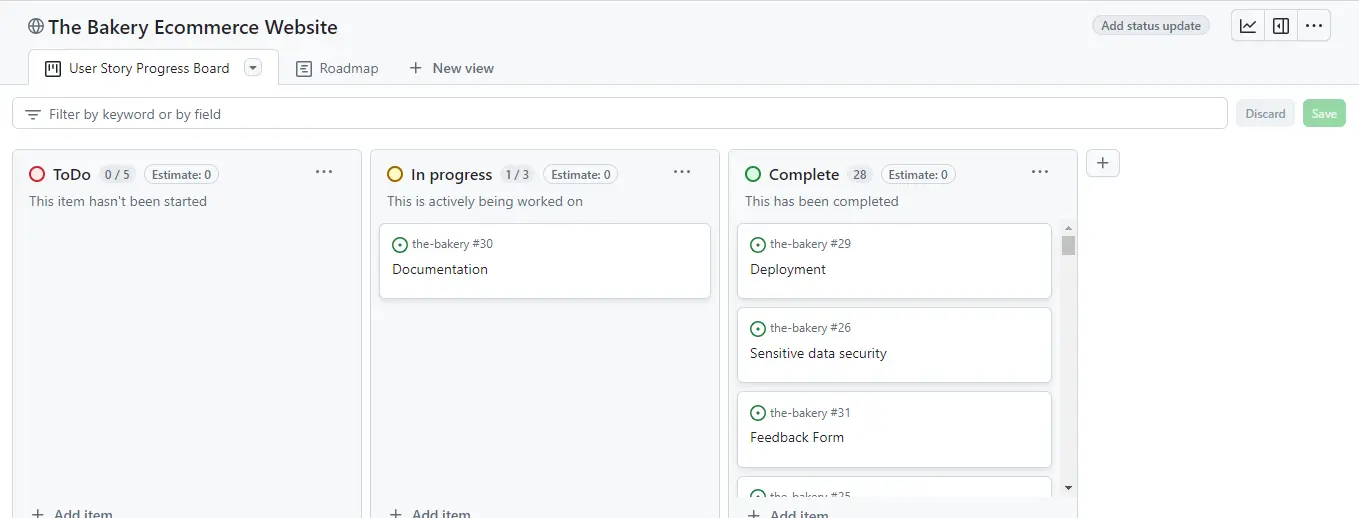 The Bakery Ecommerce Website
Add status update
User Story Progress Board
Roadmap
New view
Filter by keyword or by field
Discard
Save
ToDo 0 / 5 Estimate: 0
This item hasn't been started
Add item
In progress 1 / 3 Estimate: 0
This is actively being worked on
the-bakery #30
Documentation
Add item
Complete 28 Estimate: 0
This has been completed
the-bakery #29
Deployment
the-bakery #26
Sensitive data security
the-bakery #31
Feedback Form
the-bakery #25
Add item